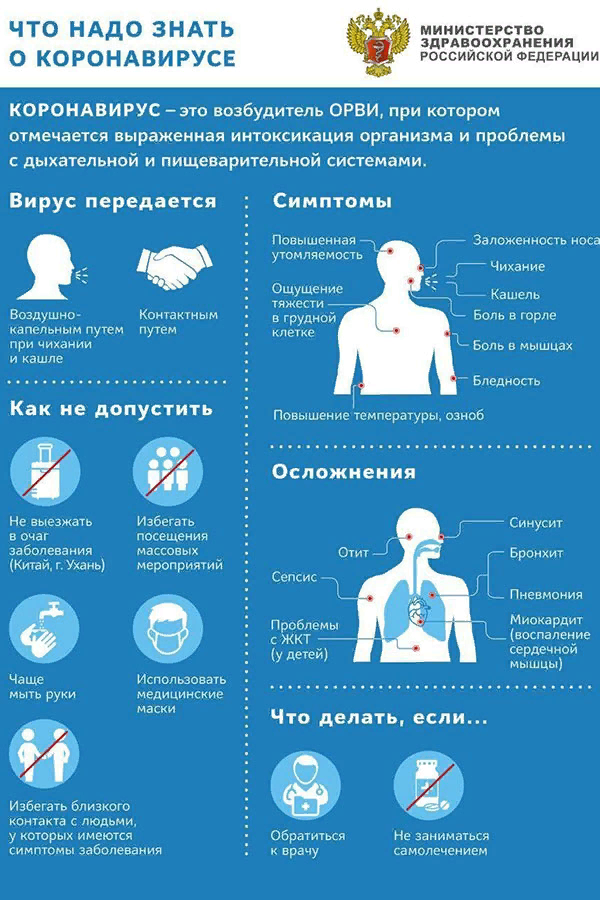 ЧТО НАДО ЗНАТЬ
О КОРОНАВИРУСЕ
МИНИСТЕРСТВО
ЗДРАВООХРАНЕНИЯ
РОССИЙСКОЙ ФЕДЕРАЦИИ
КОРОНАВИРУС – это возбудитель ОРВИ, при котором
отмечается выраженная интоксикация организма и проблемы
с дыхательной и пищеварительной системами.
Вирус передается
Воздушно-
капельным путем
при чихании
и кашле
Контактным
путем
Как не допустить
Не выезжать
в очаг
заболевания
(Китай, г. Ухань)
Избегать
посещения
массовых
мероприятий
Чаще
мыть руки
Использовать
медицинские
маски
Избегать близкого
контакта с людьми,
у которых имеются
симптомы заболевания
Симптомы
Повышенная
утомляемость
Ощущение
тяжести
в грудной
клетке
Заложенность носа
Чихание
Кашель
Боль в горле
Боль в мышцах
Бледность
Повышение температуры, озноб
Осложнения
Отит
Сепсис
Проблемы
с ЖКТ
(у детей)
Синусит
Бронхит
Пневмония
Миокардит
(воспаление
сердечной
мышцы)
Что делать, если...
Обратиться
к врачу
Не заниматься
самолечением